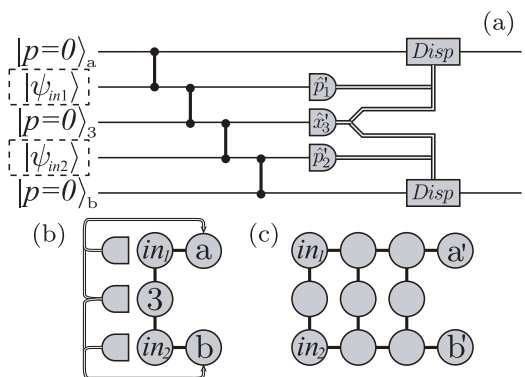 (a)
|p=0⟩a Disp
|ψin1⟩ p̂'1
|p=0⟩3 x̂'3
|ψin2⟩ p̂'2
|p=0⟩b Disp
(b) (c)
in1 a in1 a'
3
in2 b in2 b'